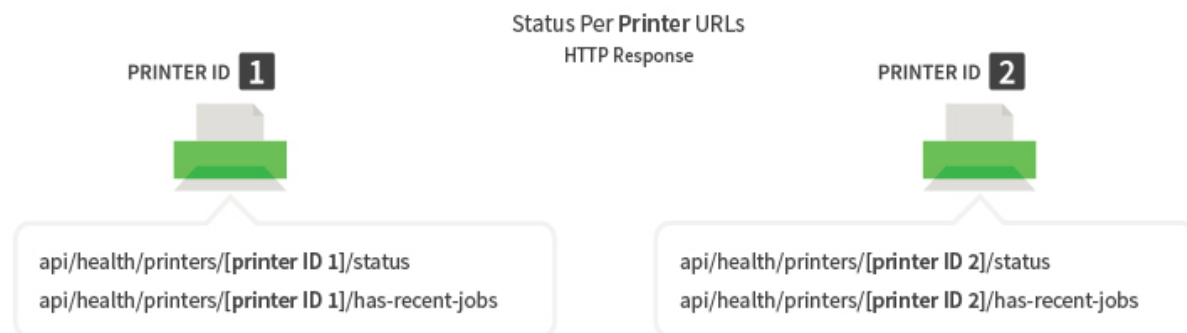 Status Per Printer URLs
HTTP Response
PRINTER ID 1
PRINTER ID 2
api/health/printers/[printer ID 1]/status
api/health/printers/[printer ID 1]/has-recent-jobs
api/health/printers/[printer ID 2]/status
api/health/printers/[printer ID 2]/has-recent-jobs